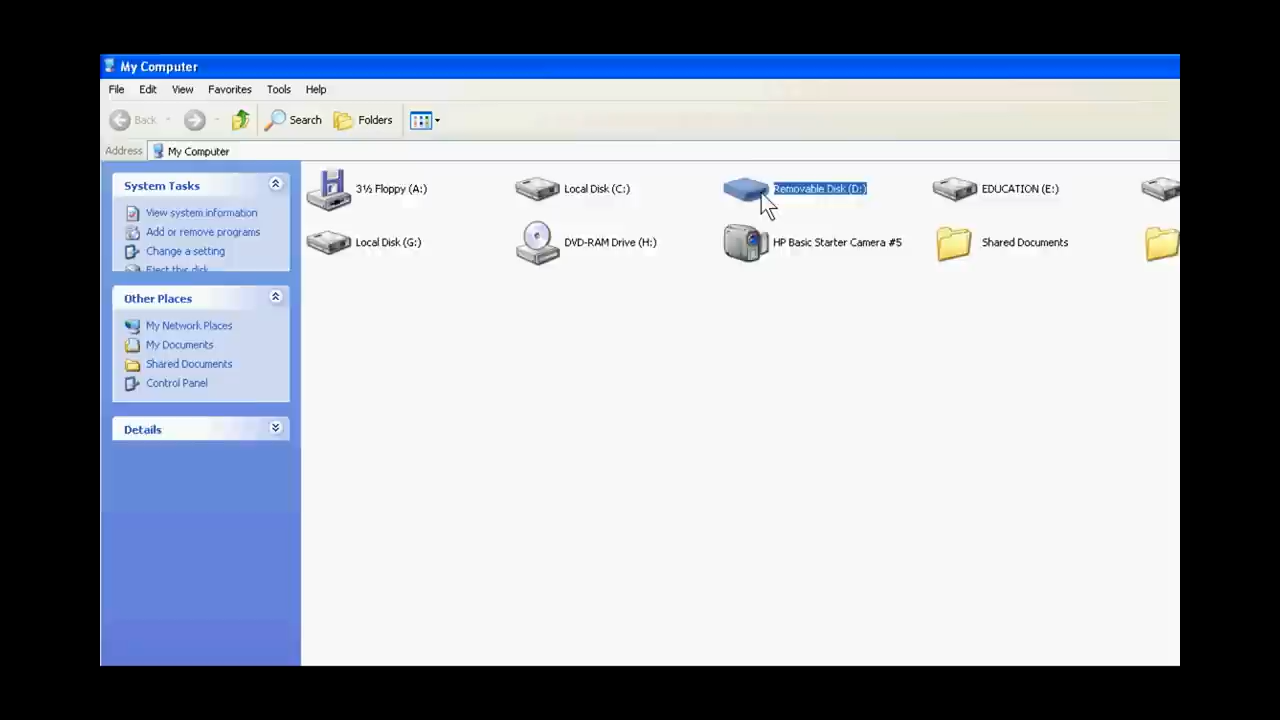 My Computer
File Edit View Favorites Tools Help
Back Search Folders
Address My Computer
System Tasks
View system information
Add or remove programs
Change a setting
Eject this disk
Other Places
My Network Places
My Documents
Shared Documents
Control Panel
Details
3½ Floppy (A:) Local Disk (C:) Removable Disk (D:) EDUCATION (E:)
Local Disk (G:) DVD-RAM Drive (H:) HP Basic Starter Camera #5 Shared Documents